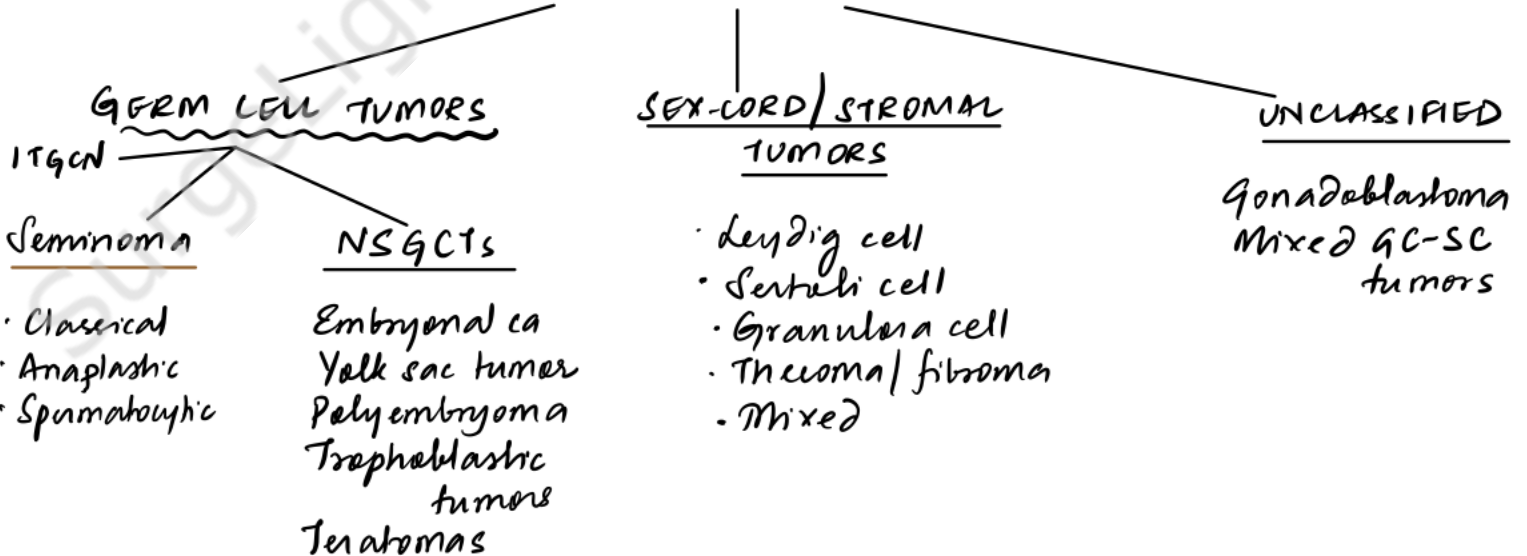 GERM CELL TUMORS
ITGCN
Seminoma
· Classical
· Anaplastic
· Spermatocytic
NSGCTs
Embryonal ca
Yolk sac tumor
Polyembryoma
Trophoblastic
tumors
Teratomas
SEX-CORD/STROMAL
TUMORS
· Leydig cell
· Sertoli cell
· Granulosa cell
· Thecoma/fibroma
· Mixed
UNCLASSIFIED
Gonadoblastoma
Mixed GC-SC
tumors